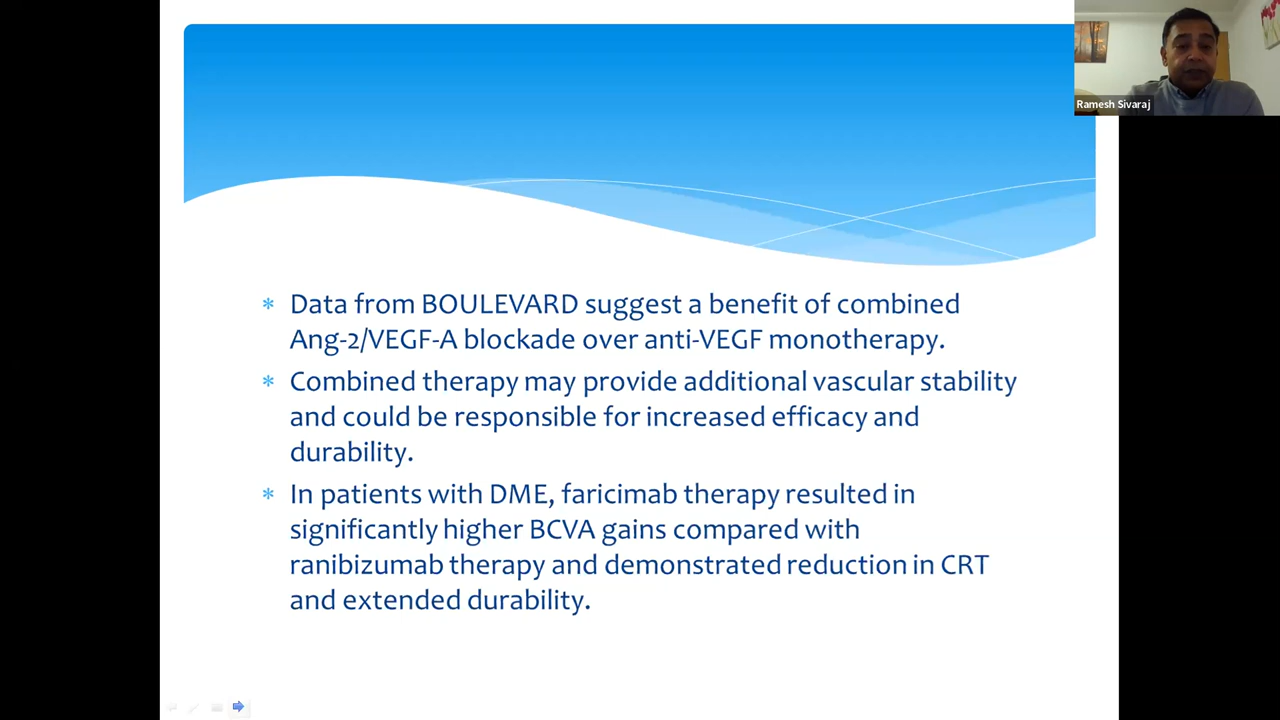 Ramesh Sivaraj
* Data from BOULEVARD suggest a benefit of combined
Ang-2/VEGF-A blockade over anti-VEGF monotherapy.
* Combined therapy may provide additional vascular stability
and could be responsible for increased efficacy and
durability.
* In patients with DME, faricimab therapy resulted in
significantly higher BCVA gains compared with
ranibizumab therapy and demonstrated reduction in CRT
and extended durability.